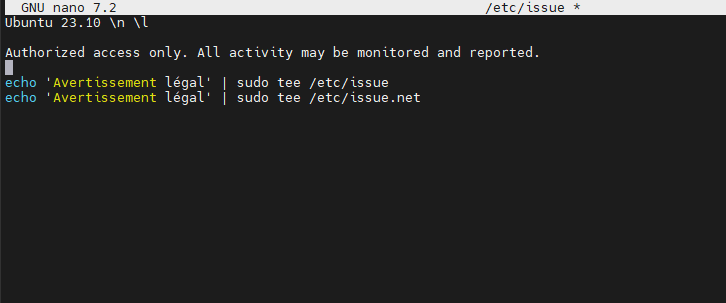 GNU nano 7.2 /etc/issue *
Ubuntu 23.10 \n \l
Authorized access only. All activity may be monitored and reported.
echo 'Avertissement légal' | sudo tee /etc/issue
echo 'Avertissement légal' | sudo tee /etc/issue.net